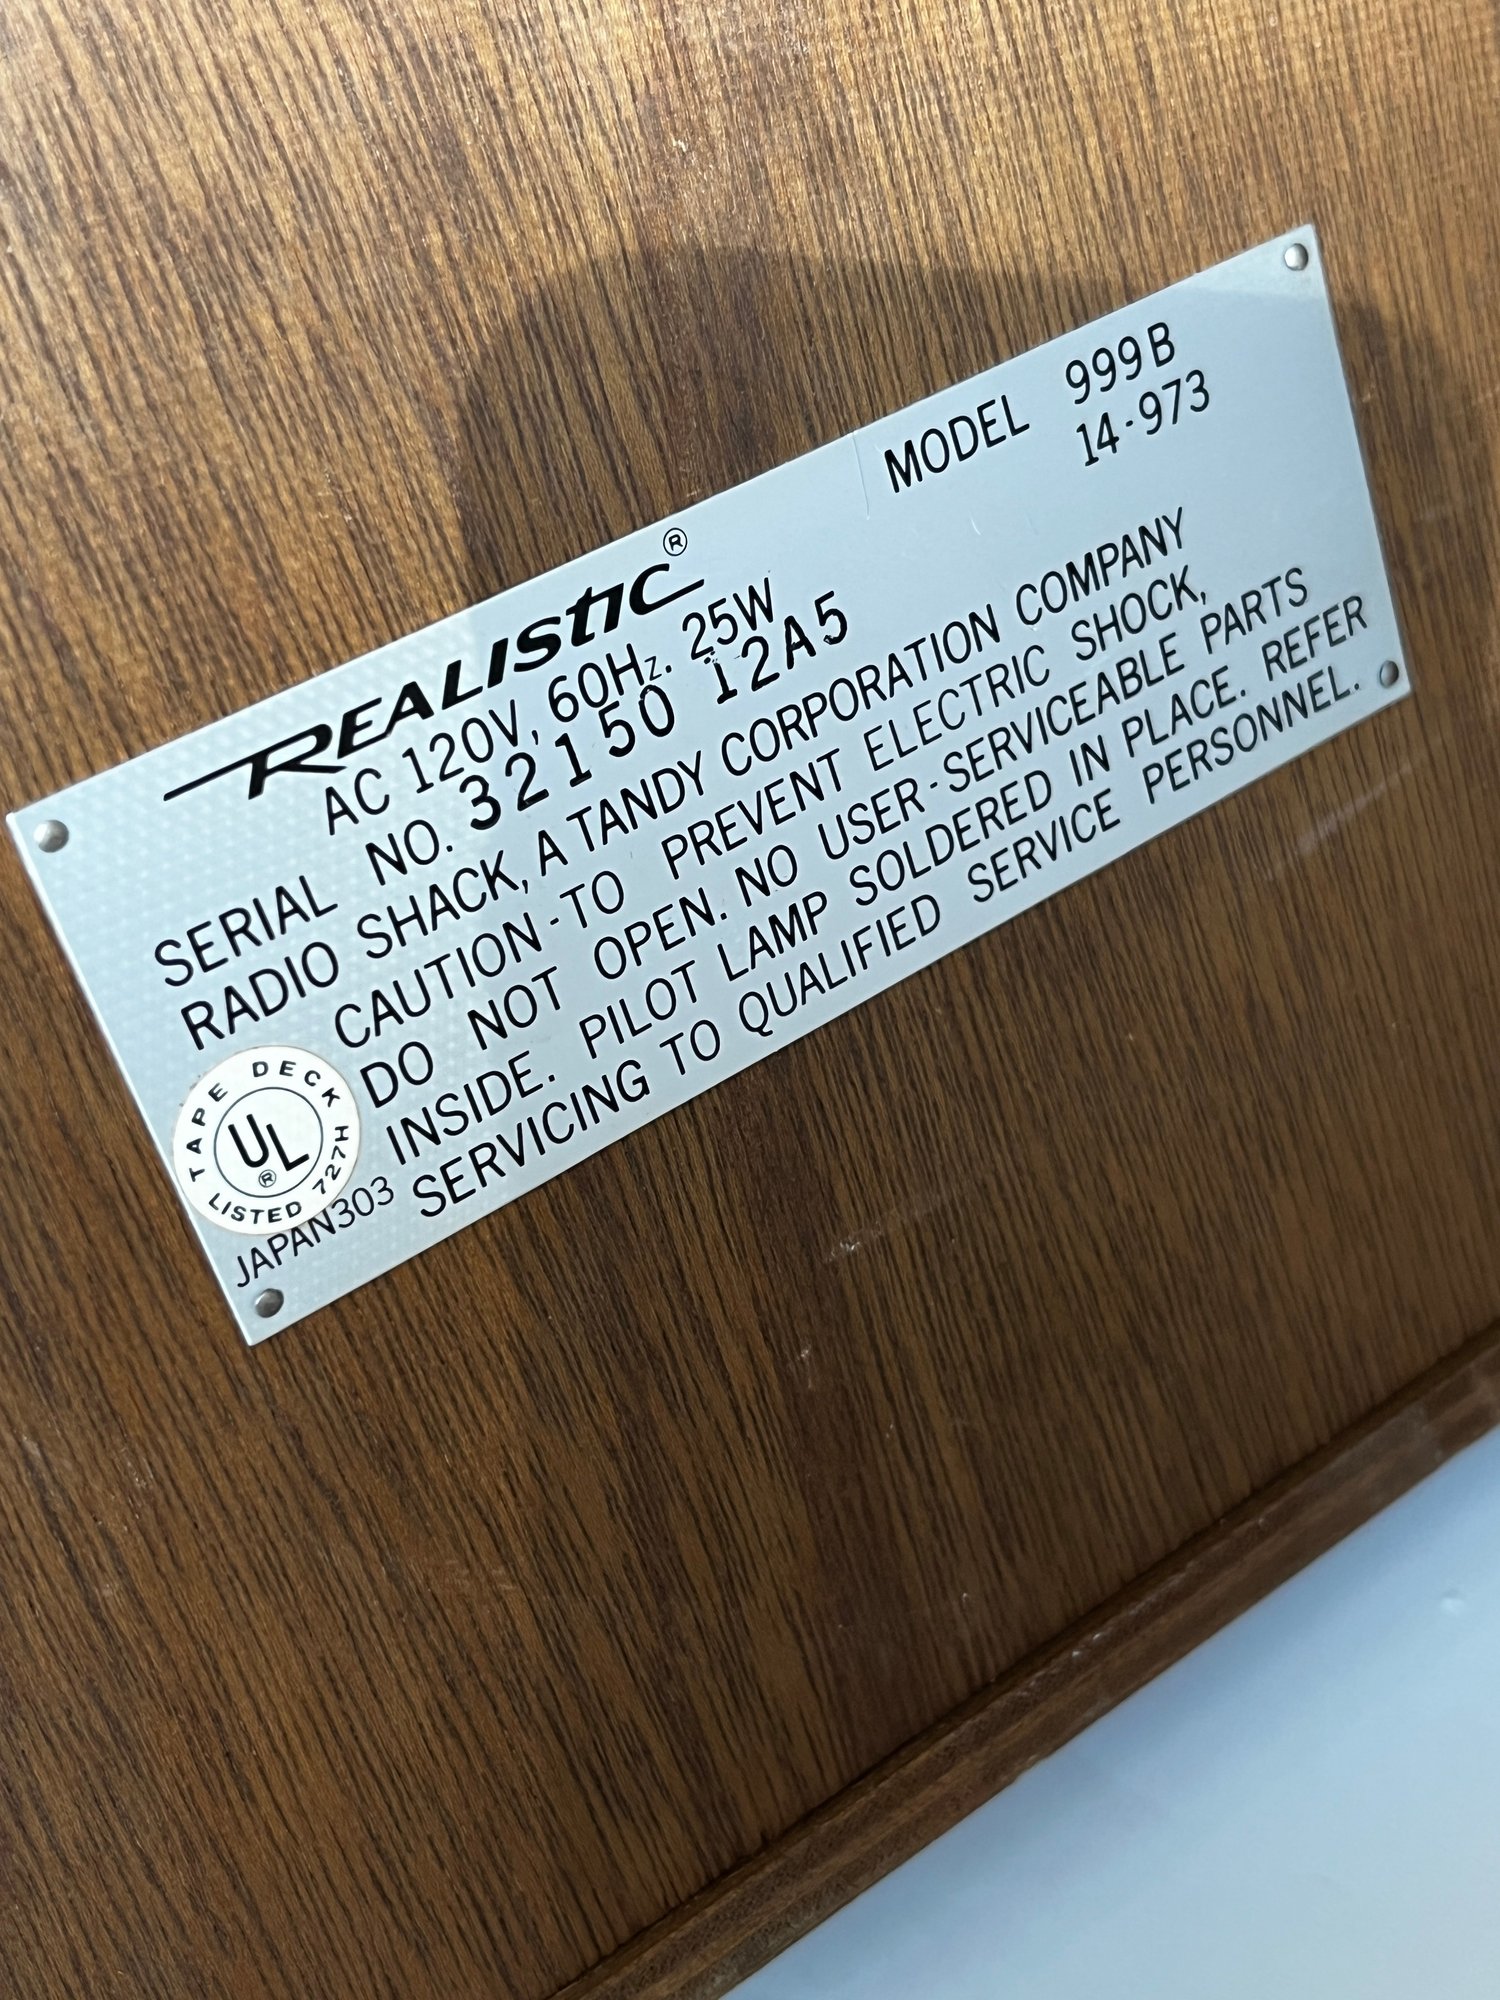 REALISTIC®
MODEL 999B
14-973
AC 120V, 60Hz. 25W
SERIAL NO. 32150 12A5
RADIO SHACK, A TANDY CORPORATION COMPANY
CAUTION-TO PREVENT ELECTRIC SHOCK,
DO NOT OPEN. NO USER-SERVICEABLE PARTS
INSIDE. PILOT LAMP SOLDERED IN PLACE. REFER
SERVICING TO QUALIFIED SERVICE PERSONNEL.
TAPE DECK
UL®
LISTED 727H
JAPAN303